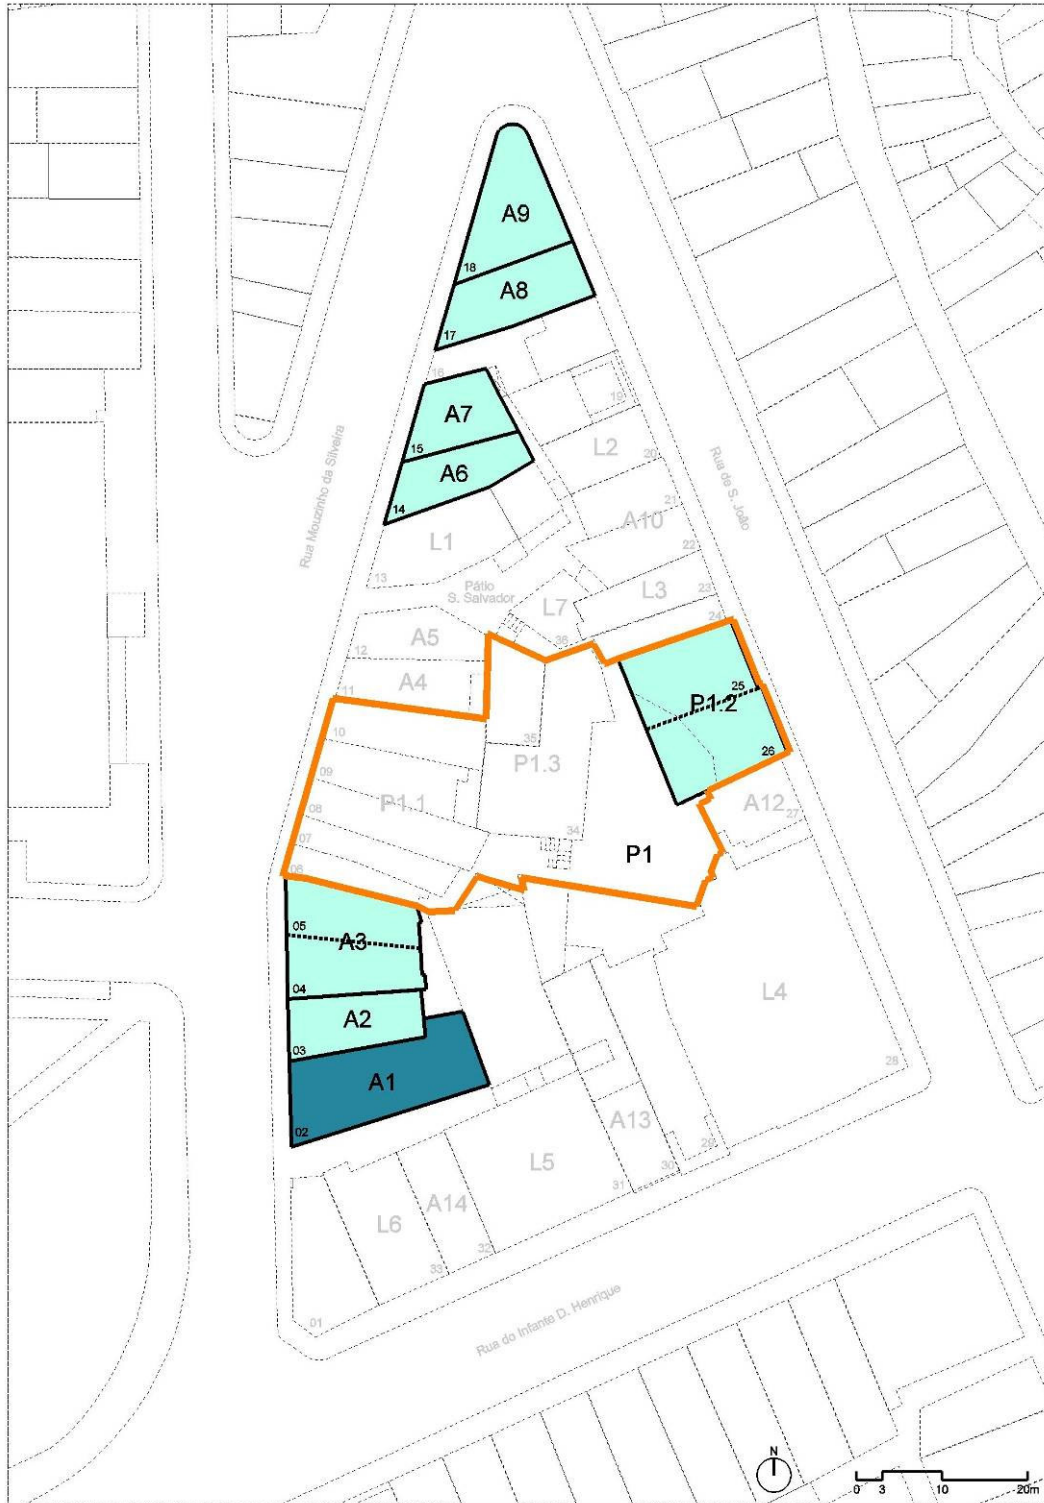 A9
18
A8
17
16
A7
19
15
L2
Rua Mouzinho da Silveira
A6
20
Rua de S. João
21
14
A10
L1
22
13
Pátio
S. Salvador
23
L3
L7
24
36
A5
12
A4
25
11
P1.2
10
35
26
P1.3
09
P1.1
A12
08
27
34
07
P1
06
05
A3
04
L4
A2
03
28
A1
A13
02
29
L5
30
31
A14
L6
32
33
Rua do Infante D. Henrique
01
N
0 3 10 20m